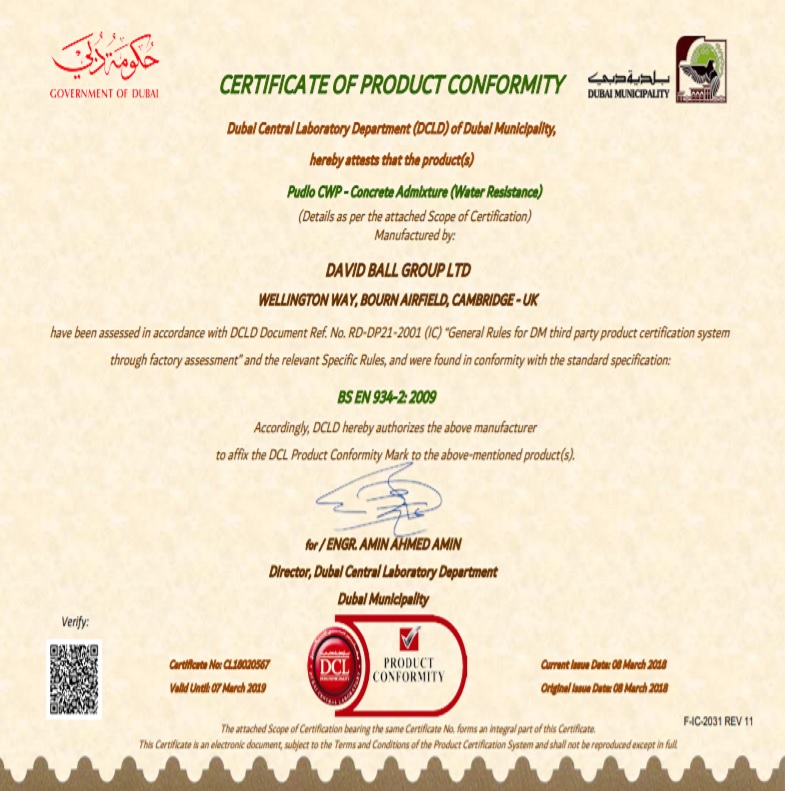 حكومة دبي
GOVERNMENT OF DUBAI
بلدية دبي
DUBAI MUNICIPALITY
CERTIFICATE OF PRODUCT CONFORMITY
Dubai Central Laboratory Department (DCLD) of Dubai Municipality,
hereby attests that the product(s)
Pudlo CWP - Concrete Admixture (Water Resistance)
(Details as per the attached Scope of Certification)
Manufactured by:
DAVID BALL GROUP LTD
WELLINGTON WAY, BOURN AIRFIELD, CAMBRIDGE - UK
have been assessed in accordance with DCLD Document Ref. No. RD-DP21-2001 (IC) "General Rules for DM third party product certification system
through factory assessment" and the relevant Specific Rules, and were found in conformity with the standard specification:
BS EN 934-2: 2009
Accordingly, DCLD hereby authorizes the above manufacturer
to affix the DCL Product Conformity Mark to the above-mentioned product(s).
for / ENGR. AMIN AHMED AMIN
Director, Dubai Central Laboratory Department
Dubai Municipality
Verify:
Certificate No: CL18020567
Valid Until: 07 March 2019
DCL
PRODUCT
CONFORMITY
Current Issue Date: 08 March 2018
Original Issue Date: 08 March 2018
F-IC-2031 REV 11
The attached Scope of Certification bearing the same Certificate No. forms an integral part of this Certificate.
This Certificate is an electronic document, subject to the Terms and Conditions of the Product Certification System and shall not be reproduced except in full.